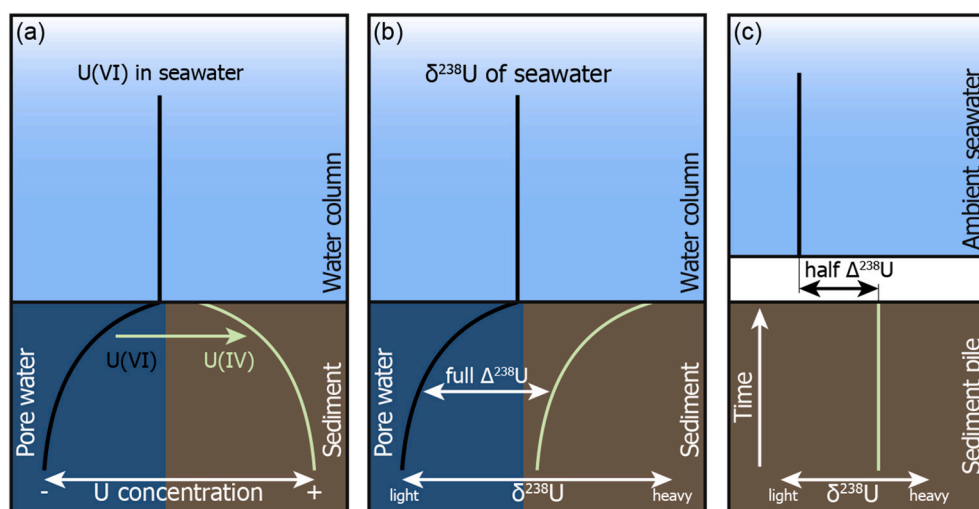 (a)
U(VI) in seawater
Water column
Pore water
U(VI)
U(IV)
Sediment
- U concentration +
(b)
δ²³⁸U of seawater
Water column
Pore water
full Δ²³⁸U
Sediment
light δ²³⁸U heavy
(c)
Ambient seawater
half Δ²³⁸U
Time
Sediment pile
light δ²³⁸U heavy